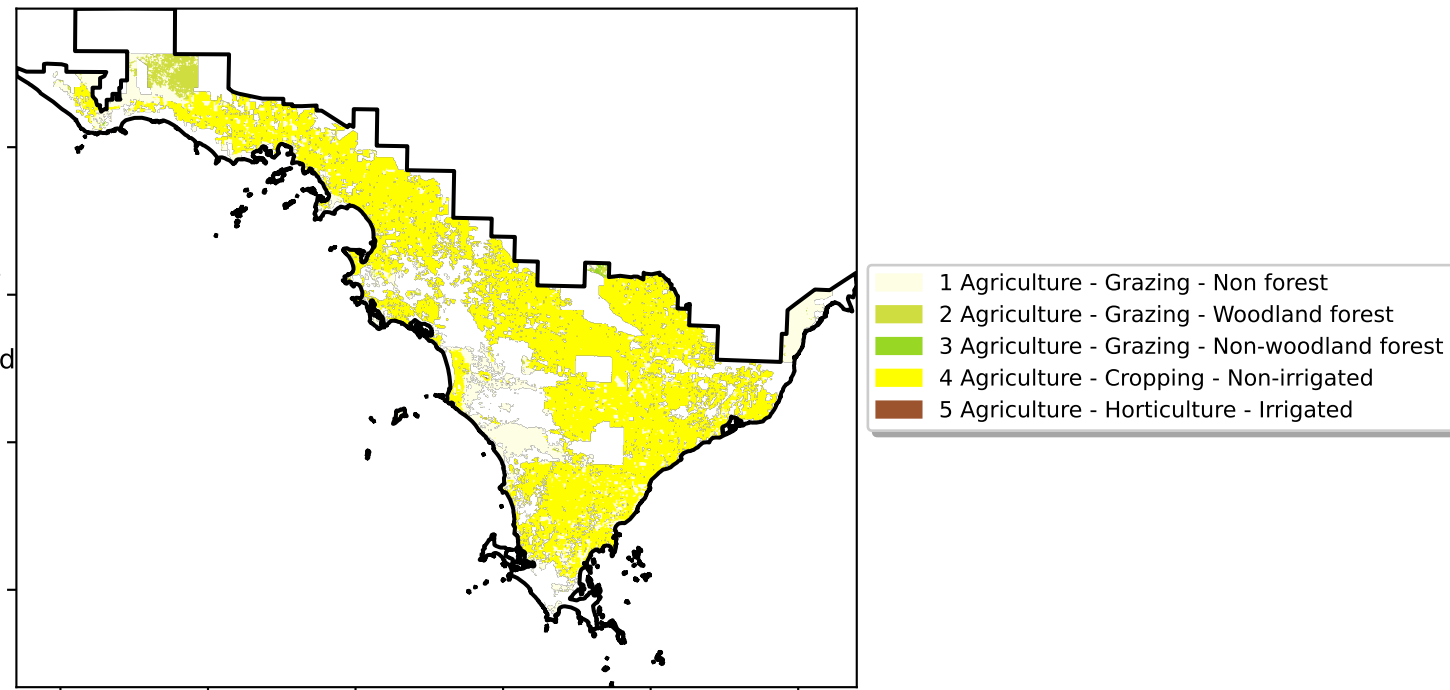 d
1 Agriculture - Grazing - Non forest
2 Agriculture - Grazing - Woodland forest
3 Agriculture - Grazing - Non-woodland forest
4 Agriculture - Cropping - Non-irrigated
5 Agriculture - Horticulture - Irrigated